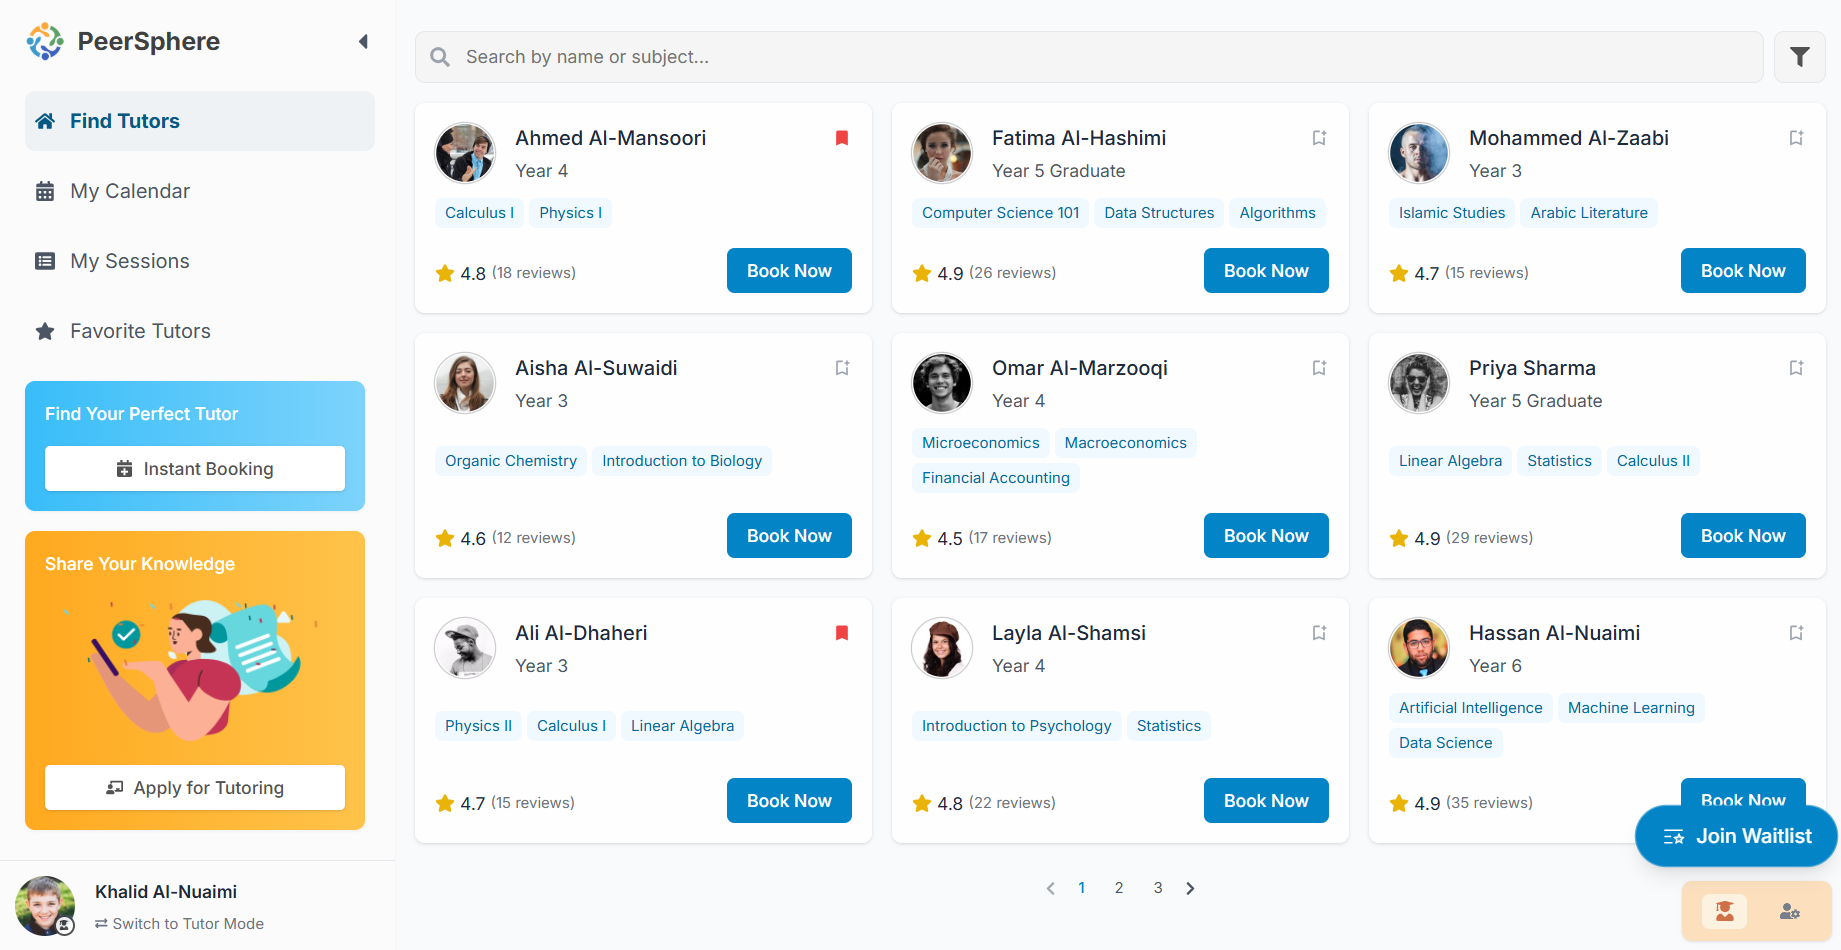 PeerSphere
Find Tutors
My Calendar
My Sessions
Favorite Tutors
Find Your Perfect Tutor
Instant Booking
Share Your Knowledge
Apply for Tutoring
Khalid Al-Nuaimi
Switch to Tutor Mode
Search by name or subject...
Ahmed Al-Mansoori
Year 4
Calculus I Physics I
4.8 (18 reviews) Book Now
Fatima Al-Hashimi
Year 5 Graduate
Computer Science 101 Data Structures Algorithms
4.9 (26 reviews) Book Now
Mohammed Al-Zaabi
Year 3
Islamic Studies Arabic Literature
4.7 (15 reviews) Book Now
Aisha Al-Suwaidi
Year 3
Organic Chemistry Introduction to Biology
4.6 (12 reviews) Book Now
Omar Al-Marzooqi
Year 4
Microeconomics Macroeconomics
Financial Accounting
4.5 (17 reviews) Book Now
Priya Sharma
Year 5 Graduate
Linear Algebra Statistics Calculus II
4.9 (29 reviews) Book Now
Ali Al-Dhaheri
Year 3
Physics II Calculus I Linear Algebra
4.7 (15 reviews) Book Now
Layla Al-Shamsi
Year 4
Introduction to Psychology Statistics
4.8 (22 reviews) Book Now
Hassan Al-Nuaimi
Year 6
Artificial Intelligence Machine Learning
Data Science
4.9 (35 reviews) Book Now
Join Waitlist
1 2 3